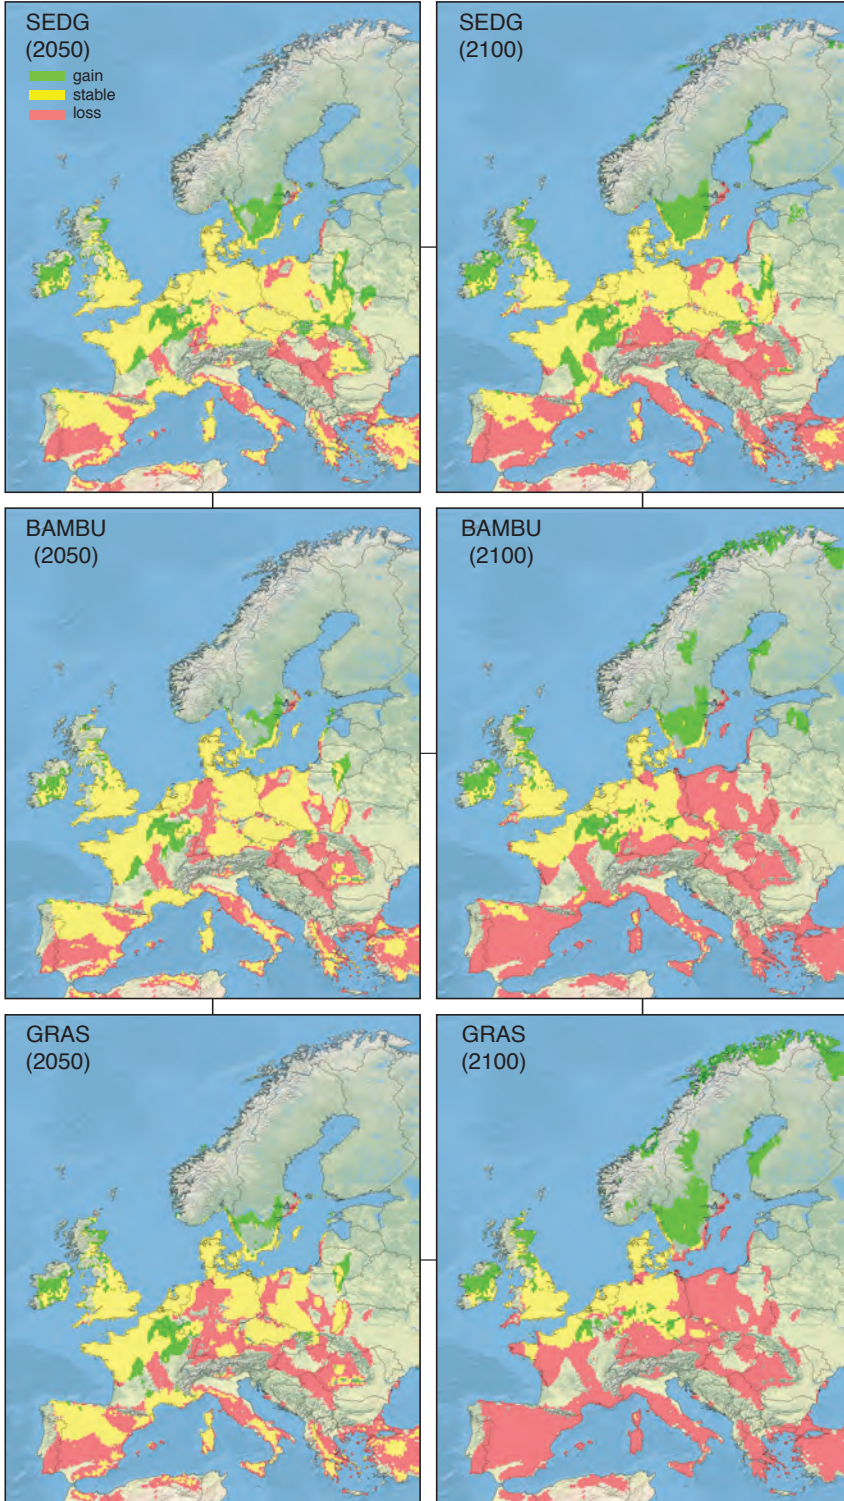 SEDG
(2050)
gain
stable
loss
SEDG
(2100)
BAMBU
(2050)
BAMBU
(2100)
GRAS
(2050)
GRAS
(2100)